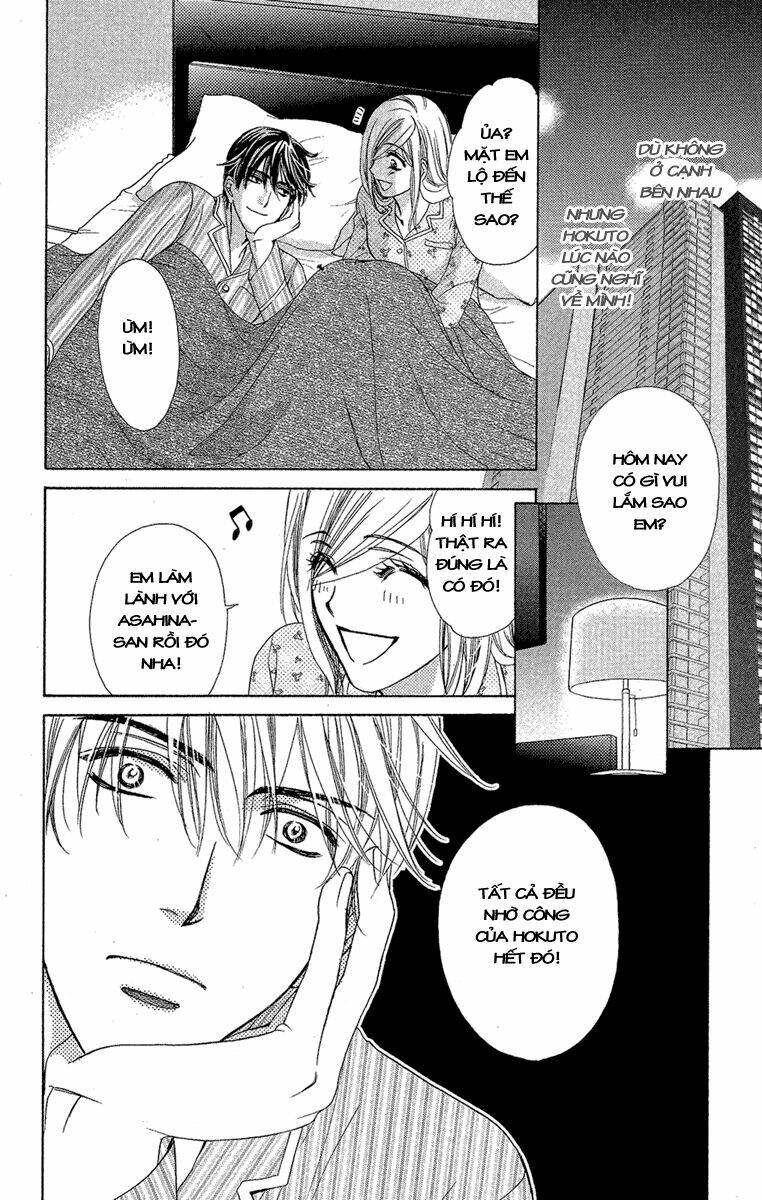 DÙ KHÔNG
Ở CẠNH
BÊN NHAU
NHƯNG
HOKUTO
LÚC NÀO
CŨNG NGHĨ
VỀ MÌNH!
HÔM NAY
CÓ GÌ VUI
LẮM SAO
EM?
ỦA?
MẶT EM
LỘ ĐẾN
THẾ
SAO?
ỪM!
ỪM!
HÍ HÍ HÍ!
THẬT RA
ĐÚNG LÀ
CÓ ĐÓ!
EM LÀM
LÀNH VỚI
ASAHINA-
SAN RỒI ĐÓ
NHA!
TẤT CẢ ĐỀU
NHỜ CÔNG
CỦA HOKUTO
HẾT ĐÓ!